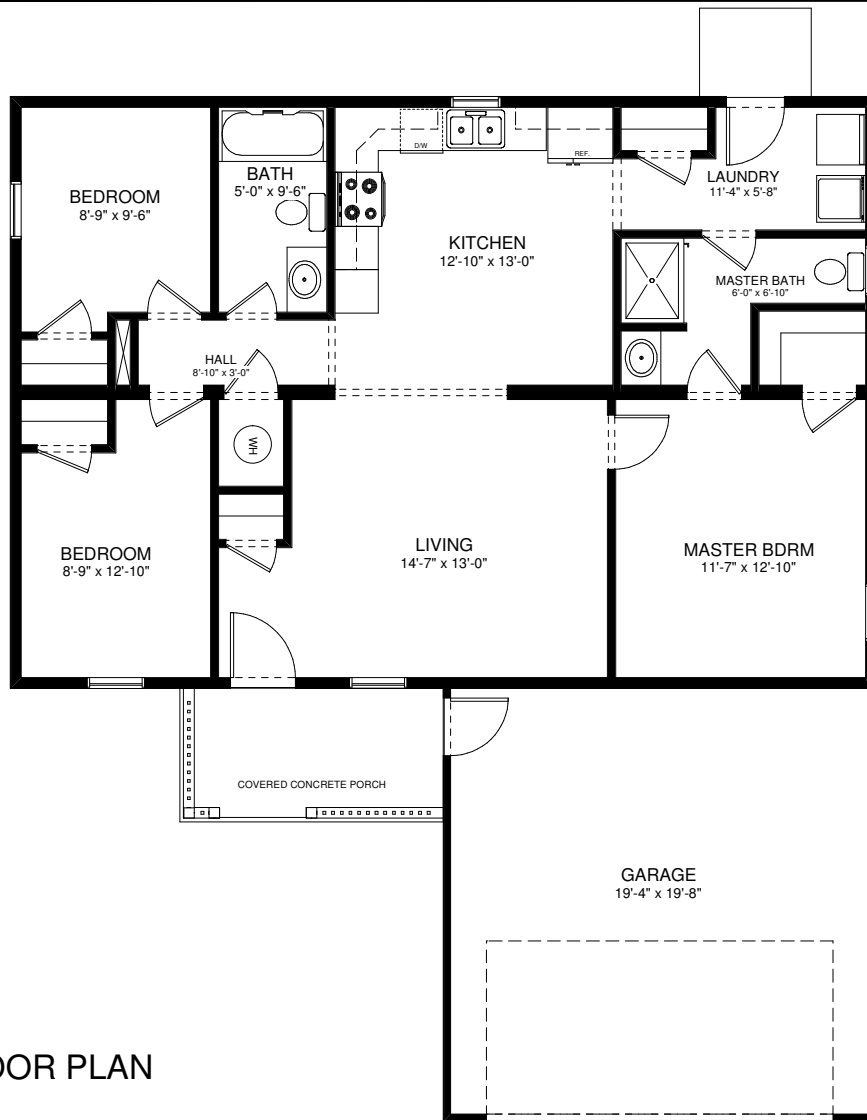 D/W
REF.
BEDROOM
8'-9" x 9'-6"
BATH
5'-0" x 9'-6"
LAUNDRY
11'-4" x 5'-8"
KITCHEN
12'-10" x 13'-0"
MASTER BATH
6'-0" x 6'-10"
HALL
8'-10" x 3'-0"
WH
BEDROOM
8'-9" x 12'-10"
LIVING
14'-7" x 13'-0"
MASTER BDRM
11'-7" x 12'-10"
COVERED CONCRETE PORCH
GARAGE
19'-4" x 19'-8"
OOR PLAN